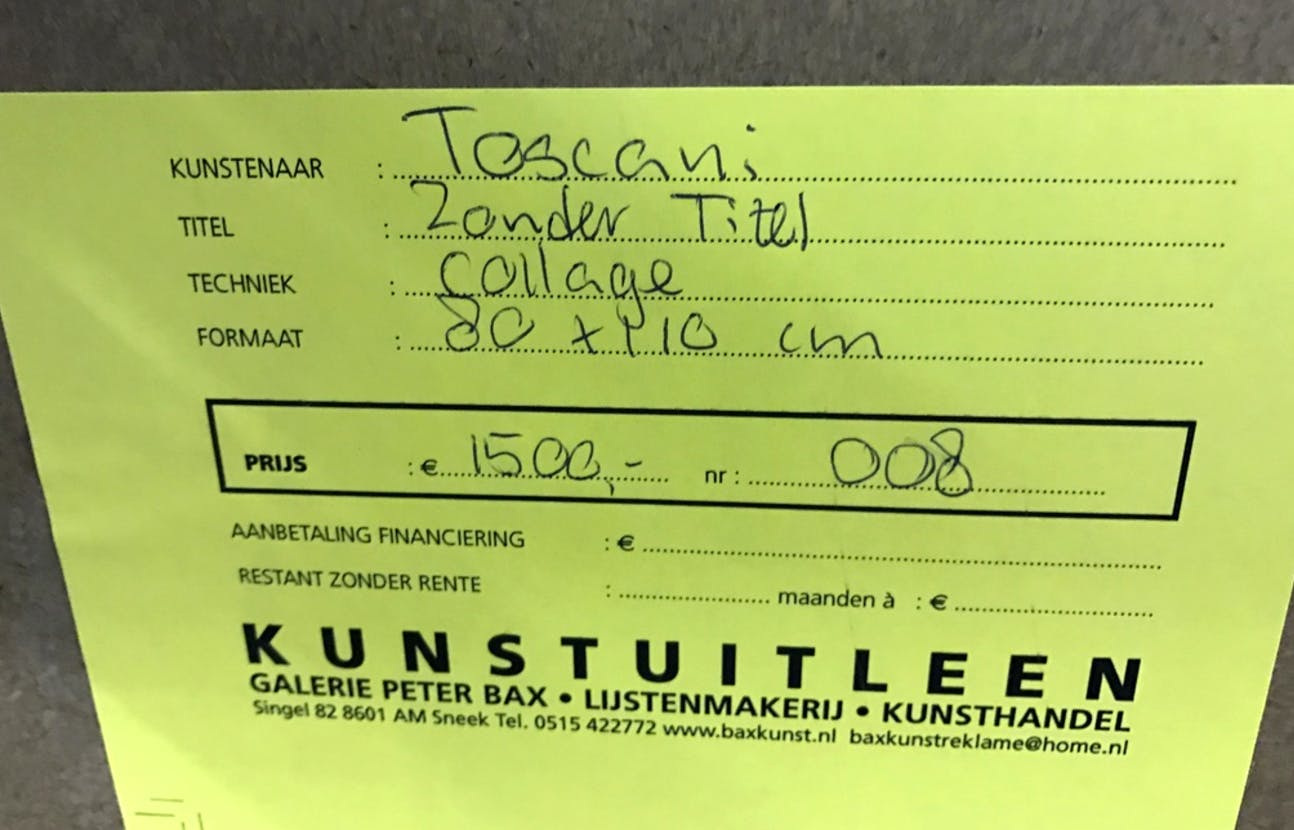 KUNSTENAAR : Toscani
TITEL : Zonder Titel
TECHNIEK : collage
FORMAAT : 80 x 110 cm
PRIJS : € 1500,- nr : 008
AANBETALING FINANCIERING : €
RESTANT ZONDER RENTE : maanden à : €
KUNSTUITLEEN
GALERIE PETER BAX • LIJSTENMAKERIJ • KUNSTHANDEL
Singel 82 8601 AM Sneek Tel. 0515 422772 www.baxkunst.nl baxkunstreklame@home.nl